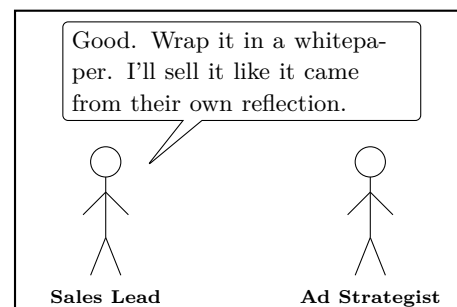 Good. Wrap it in a whitepa-
per. I'll sell it like it came
from their own reflection.
Sales Lead
Ad Strategist